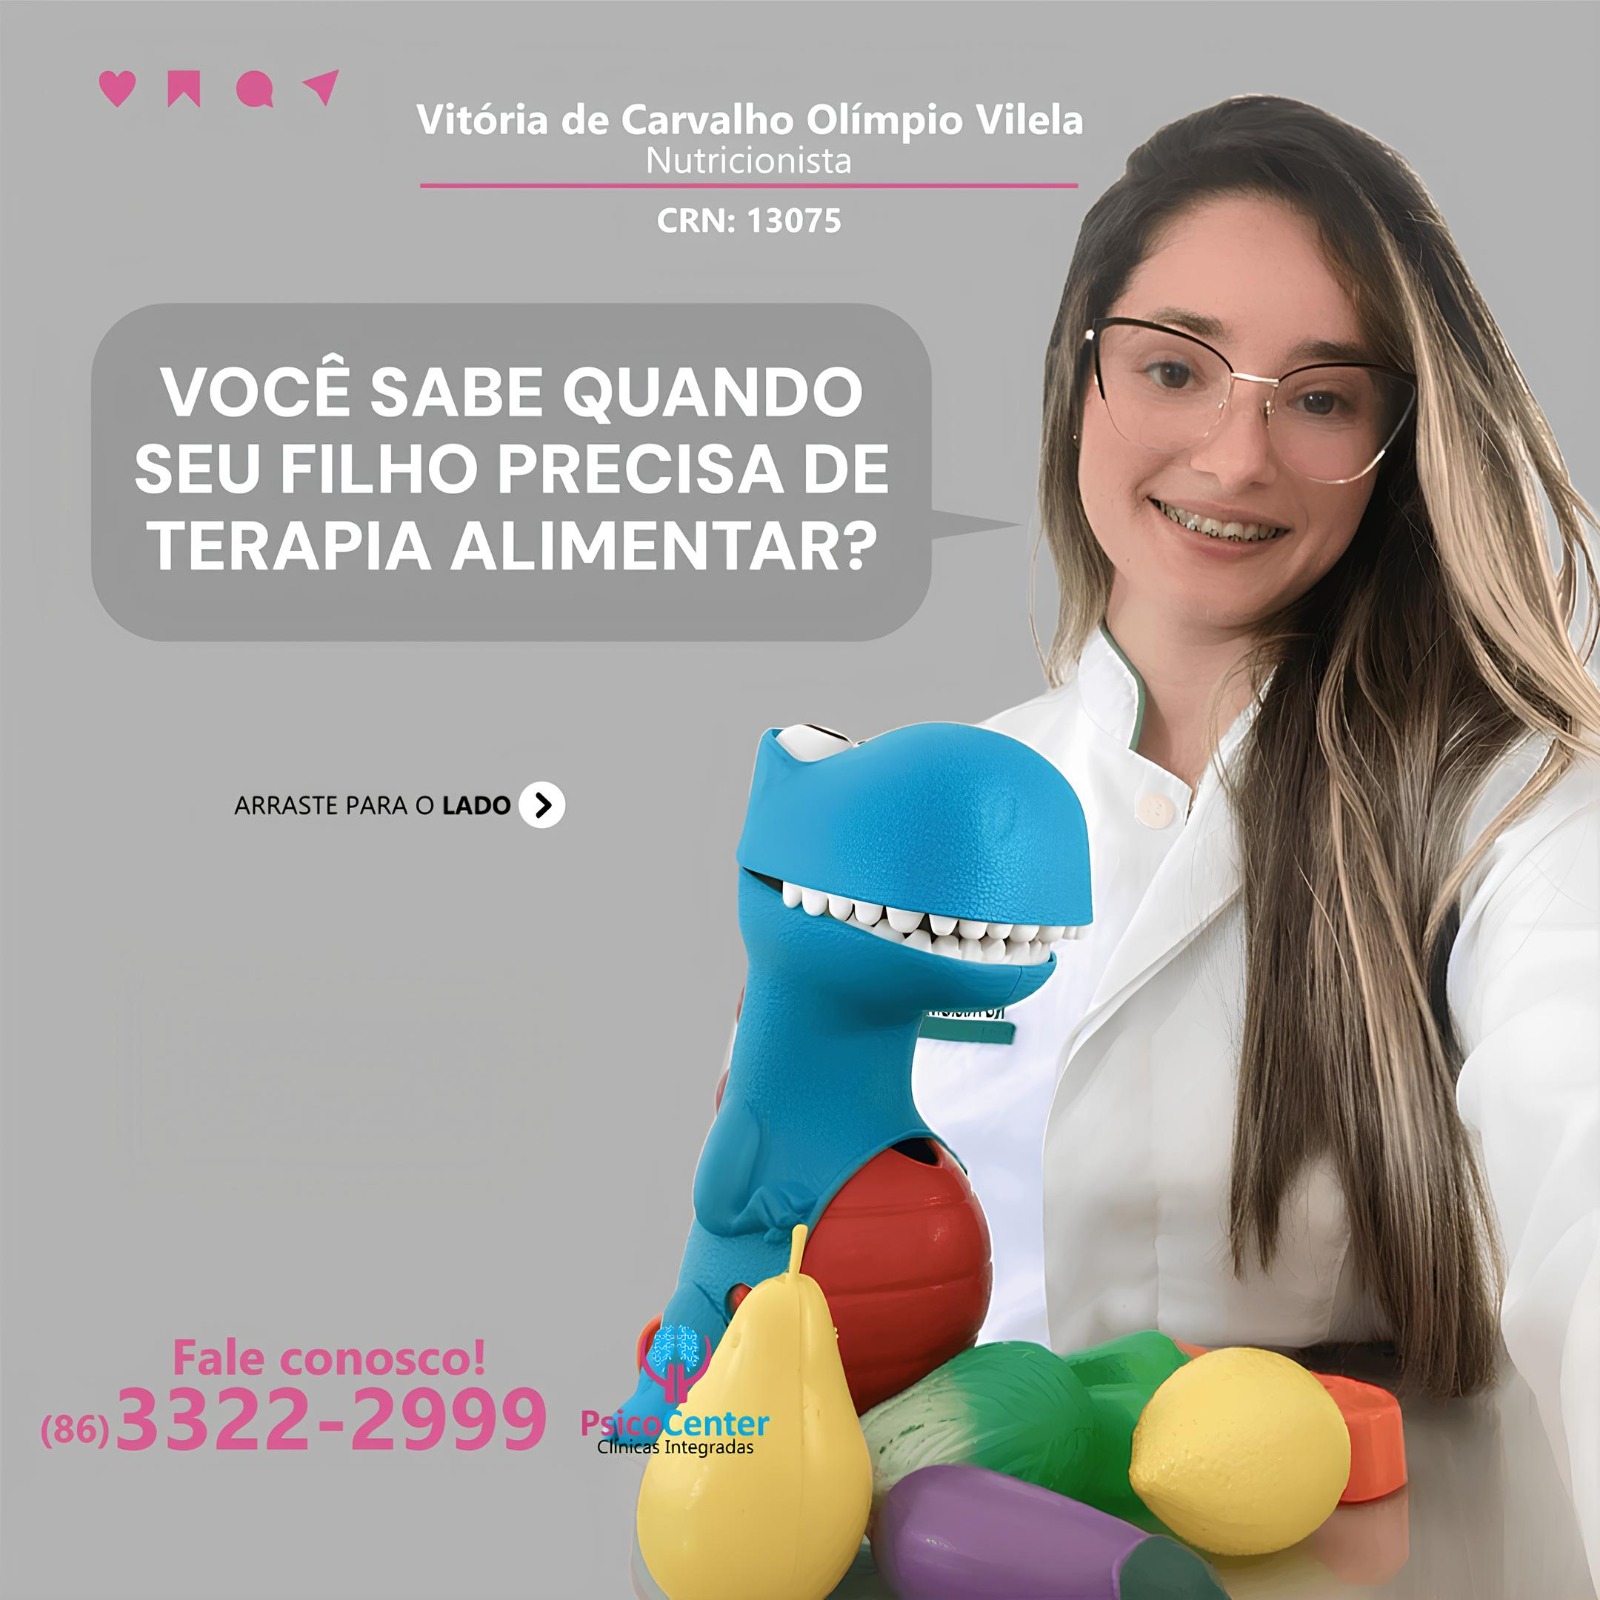 Vitória de Carvalho Olímpio Vilela
Nutricionista
CRN: 13075
VOCÊ SABE QUANDO
SEU FILHO PRECISA DE
TERAPIA ALIMENTAR?
ARRASTE PARA O LADO
Fale conosco!
(86) 3322-2999
PsicoCenter
Clínicas Integradas